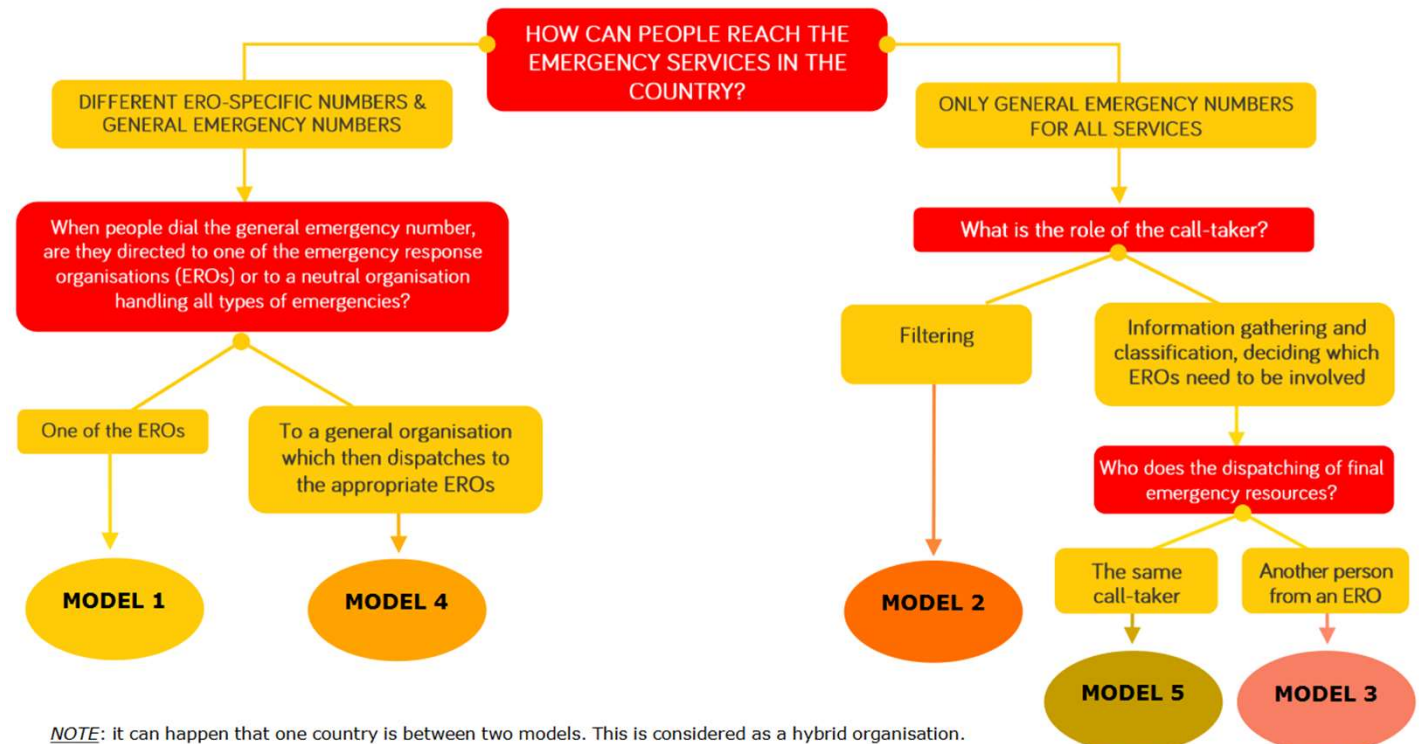 HOW CAN PEOPLE REACH THE
EMERGENCY SERVICES IN THE
COUNTRY?
DIFFERENT ERO-SPECIFIC NUMBERS &
GENERAL EMERGENCY NUMBERS
ONLY GENERAL EMERGENCY NUMBERS
FOR ALL SERVICES
When people dial the general emergency number,
are they directed to one of the emergency response
organisations (EROs) or to a neutral organisation
handling all types of emergencies?
What is the role of the call-taker?
One of the EROs
To a general organisation
which then dispatches to
the appropriate EROs
Filtering
Information gathering and
classification, deciding which
EROs need to be involved
Who does the dispatching of final
emergency resources?
The same
call-taker
Another person
from an ERO
MODEL 1
MODEL 4
MODEL 2
MODEL 5
MODEL 3
NOTE: it can happen that one country is between two models. This is considered as a hybrid organisation.